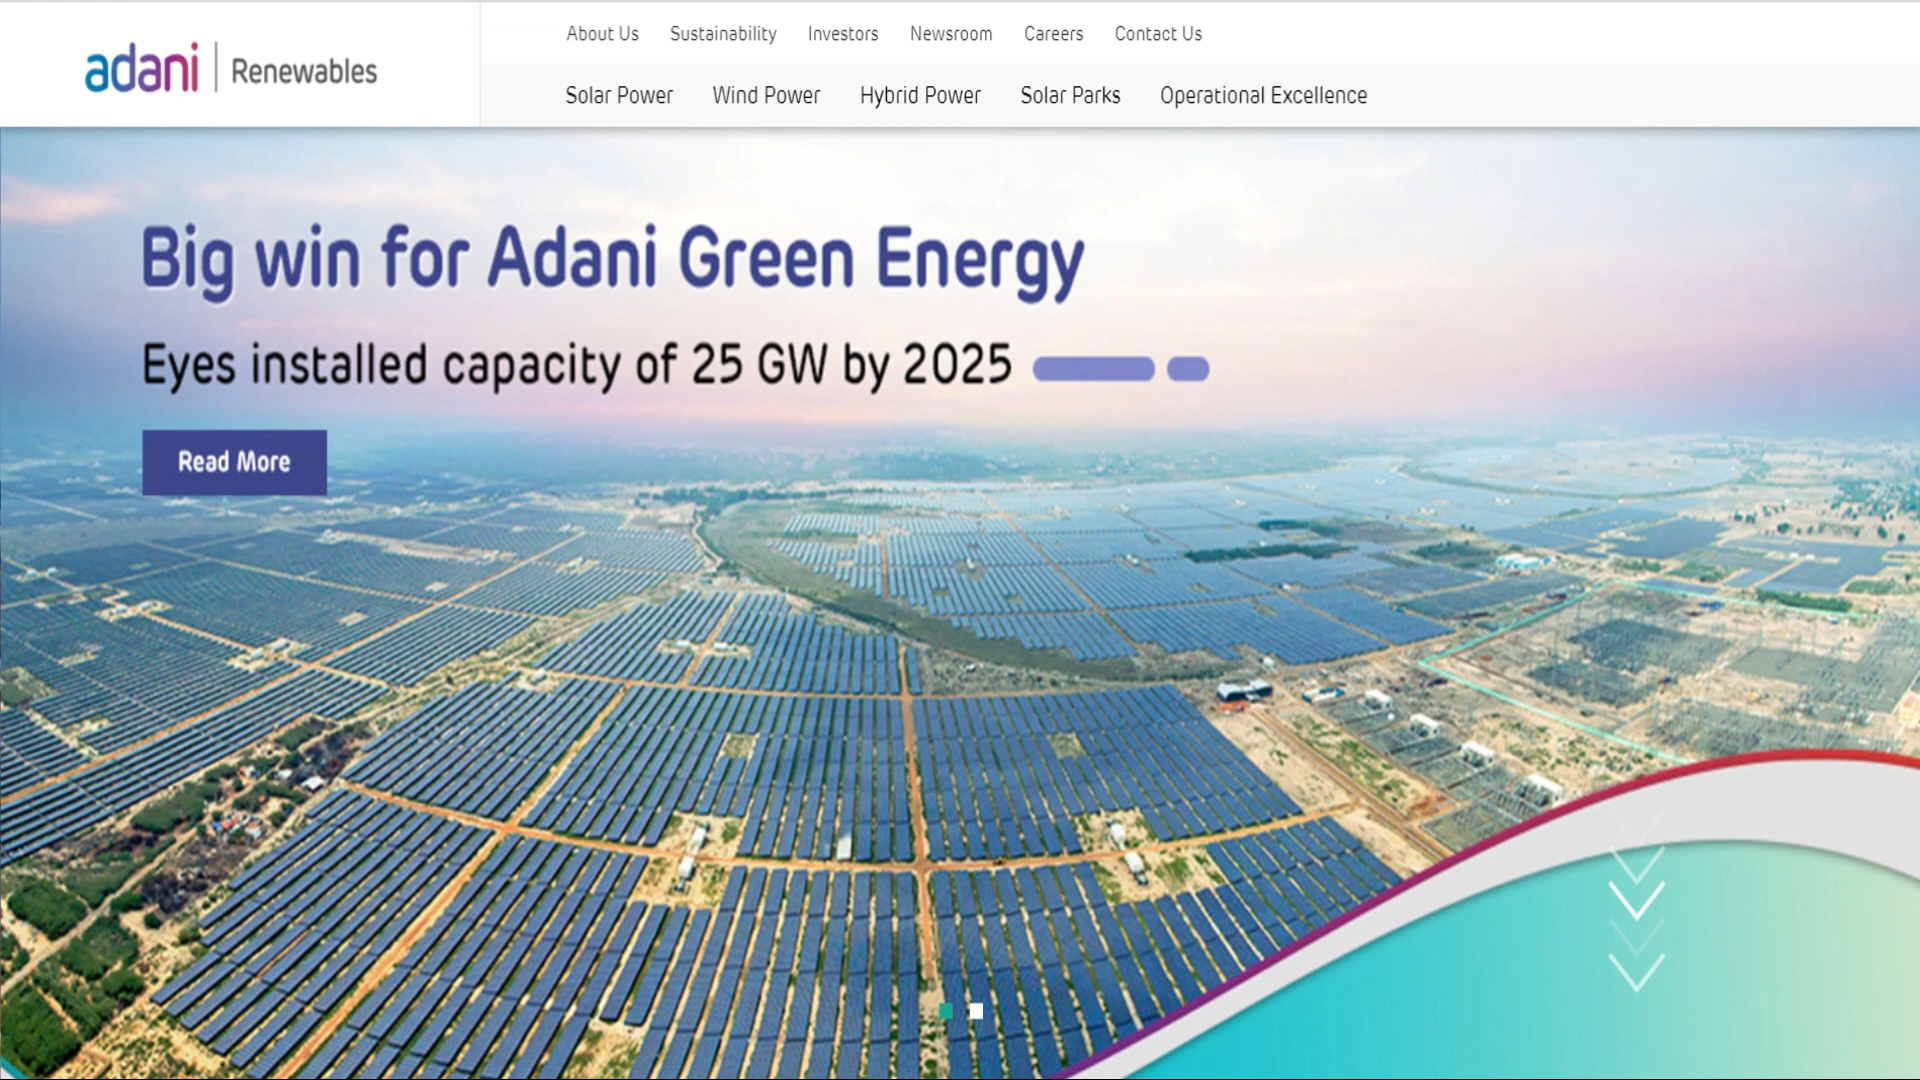 adani | Renewables
About Us Sustainability Investors Newsroom Careers Contact Us
Solar Power Wind Power Hybrid Power Solar Parks Operational Excellence
Big win for Adani Green Energy
Eyes installed capacity of 25 GW by 2025
Read More